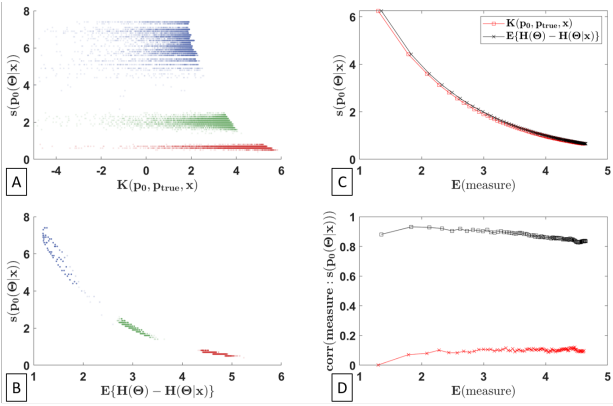 8
6
4
2
0
s(p₀(Θ|x))
-4 -2 0 2 4 6
K(p₀, p_true, x)
A
6
4
2
0
s(p₀(Θ|x))
K(p₀, p_true, x)
E{H(Θ) − H(Θ|x)}
1 2 3 4 5
E(measure)
C
8
6
4
2
0
s(p₀(Θ|x))
1 2 3 4 5 6
E{H(Θ) − H(Θ|x)}
B
1
0.8
0.6
0.4
0.2
0
corr(measure : s(p₀(Θ|x)))
1 2 3 4 5
E(measure)
D